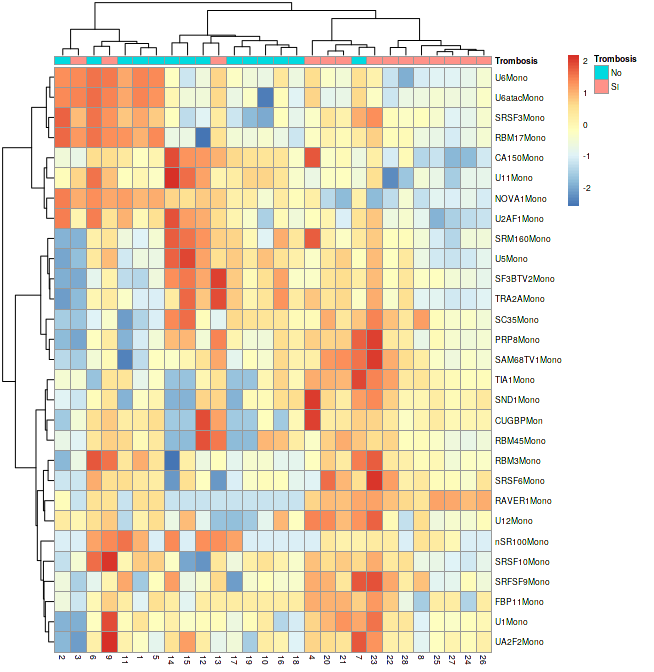 Trombosis
U6Mono
U6atacMono
SRSF3Mono
RBM17Mono
CA150Mono
U11Mono
NOVA1Mono
U2AF1Mono
SRM160Mono
U5Mono
SF3BTV2Mono
TRA2AMono
SC35Mono
PRP8Mono
SAM68TV1Mono
TIA1Mono
SND1Mono
CUGBPMon
RBM45Mono
RBM3Mono
SRSF6Mono
RAVER1Mono
U12Mono
nSR100Mono
SRSF10Mono
SRFSF9Mono
FBP11Mono
U1Mono
UA2F2Mono
2 3 6 9 11 1 5 14 15 12 13 17 19 10 16 18 4 20 21 7 23 22 28 8 25 27 24 26
2
1
0
-1
-2
Trombosis
No
SI